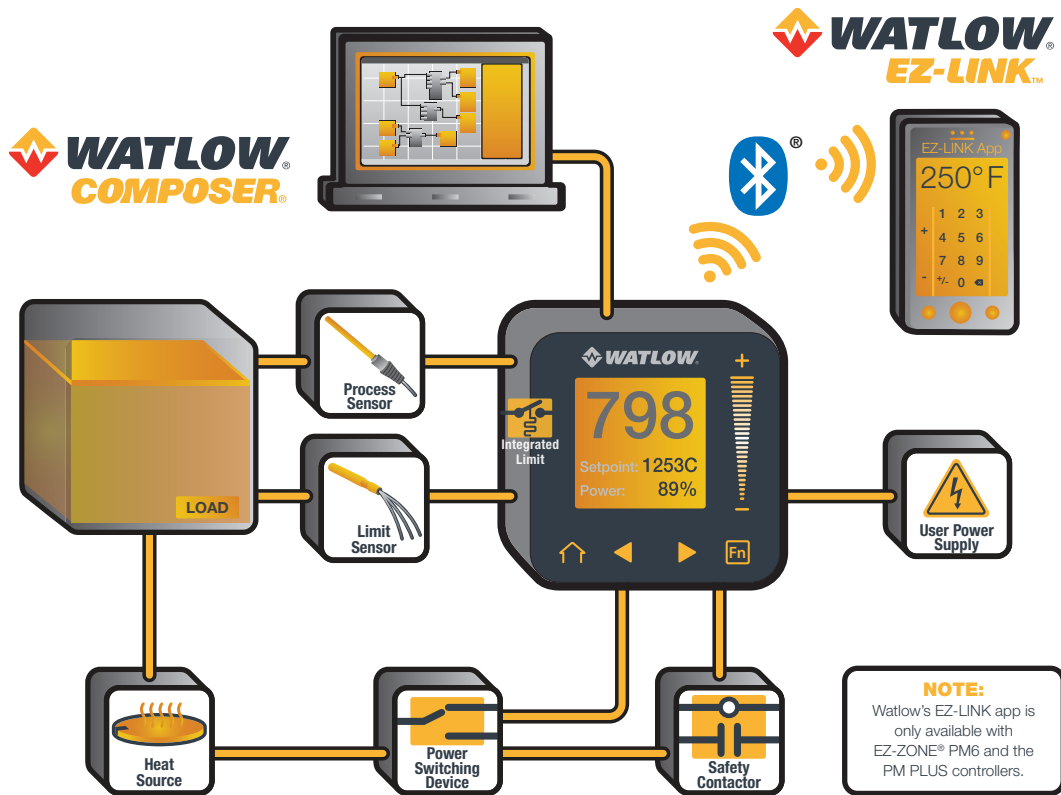 WATLOW®
EZ-LINK™
WATLOW®
COMPOSER®
®
EZ-LINK App
250°F
1 2 3
+
4 5 6
7 8 9
- +/- 0
WATLOW®
+
798
Setpoint: 1253C
Power: 89%
−
Fn
Integrated
Limit
Process
Sensor
Limit
Sensor
LOAD
User Power
Supply
Heat
Source
Power
Switching
Device
Safety
Contactor
NOTE:
Watlow's EZ-LINK app is
only available with
EZ-ZONE® PM6 and the
PM PLUS controllers.